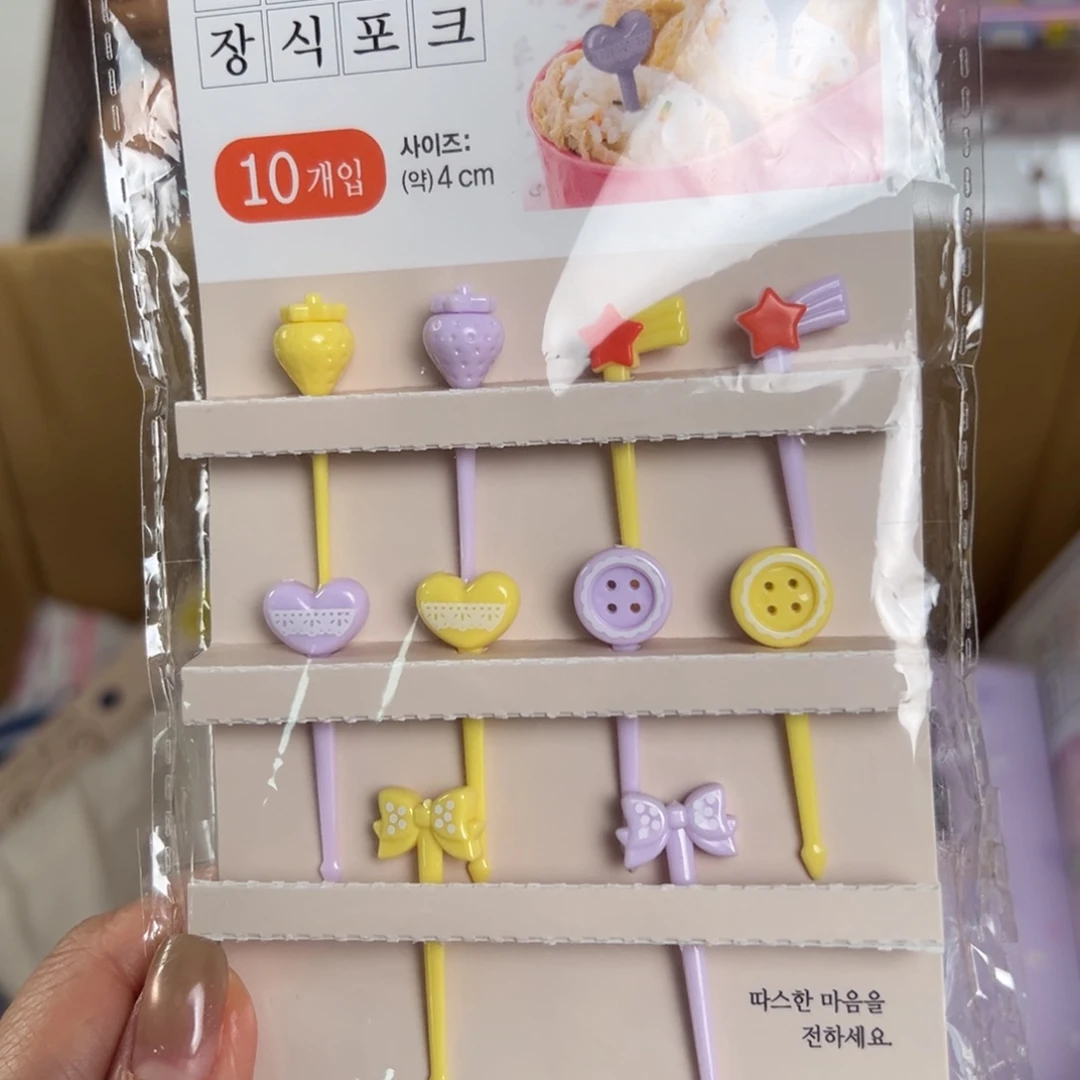 장식포크
10개입
사이즈:
(약)4 cm
따스한 마음을
전하세요.